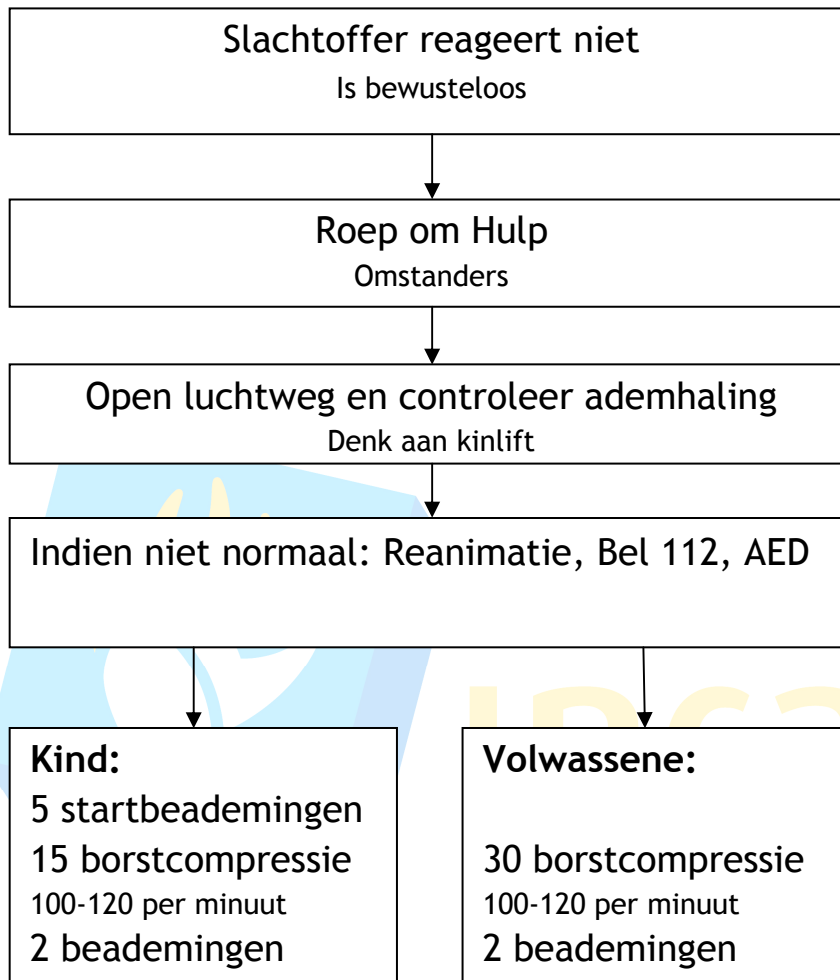 Slachtoffer reageert niet
Is bewusteloos
Roep om Hulp
Omstanders
Open luchtweg en controleer ademhaling
Denk aan kinlift
Indien niet normaal: Reanimatie, Bel 112, AED
Kind:
5 startbeademingen
15 borstcompressie
100-120 per minuut
2 beademingen
Volwassene:
30 borstcompressie
100-120 per minuut
2 beademingen